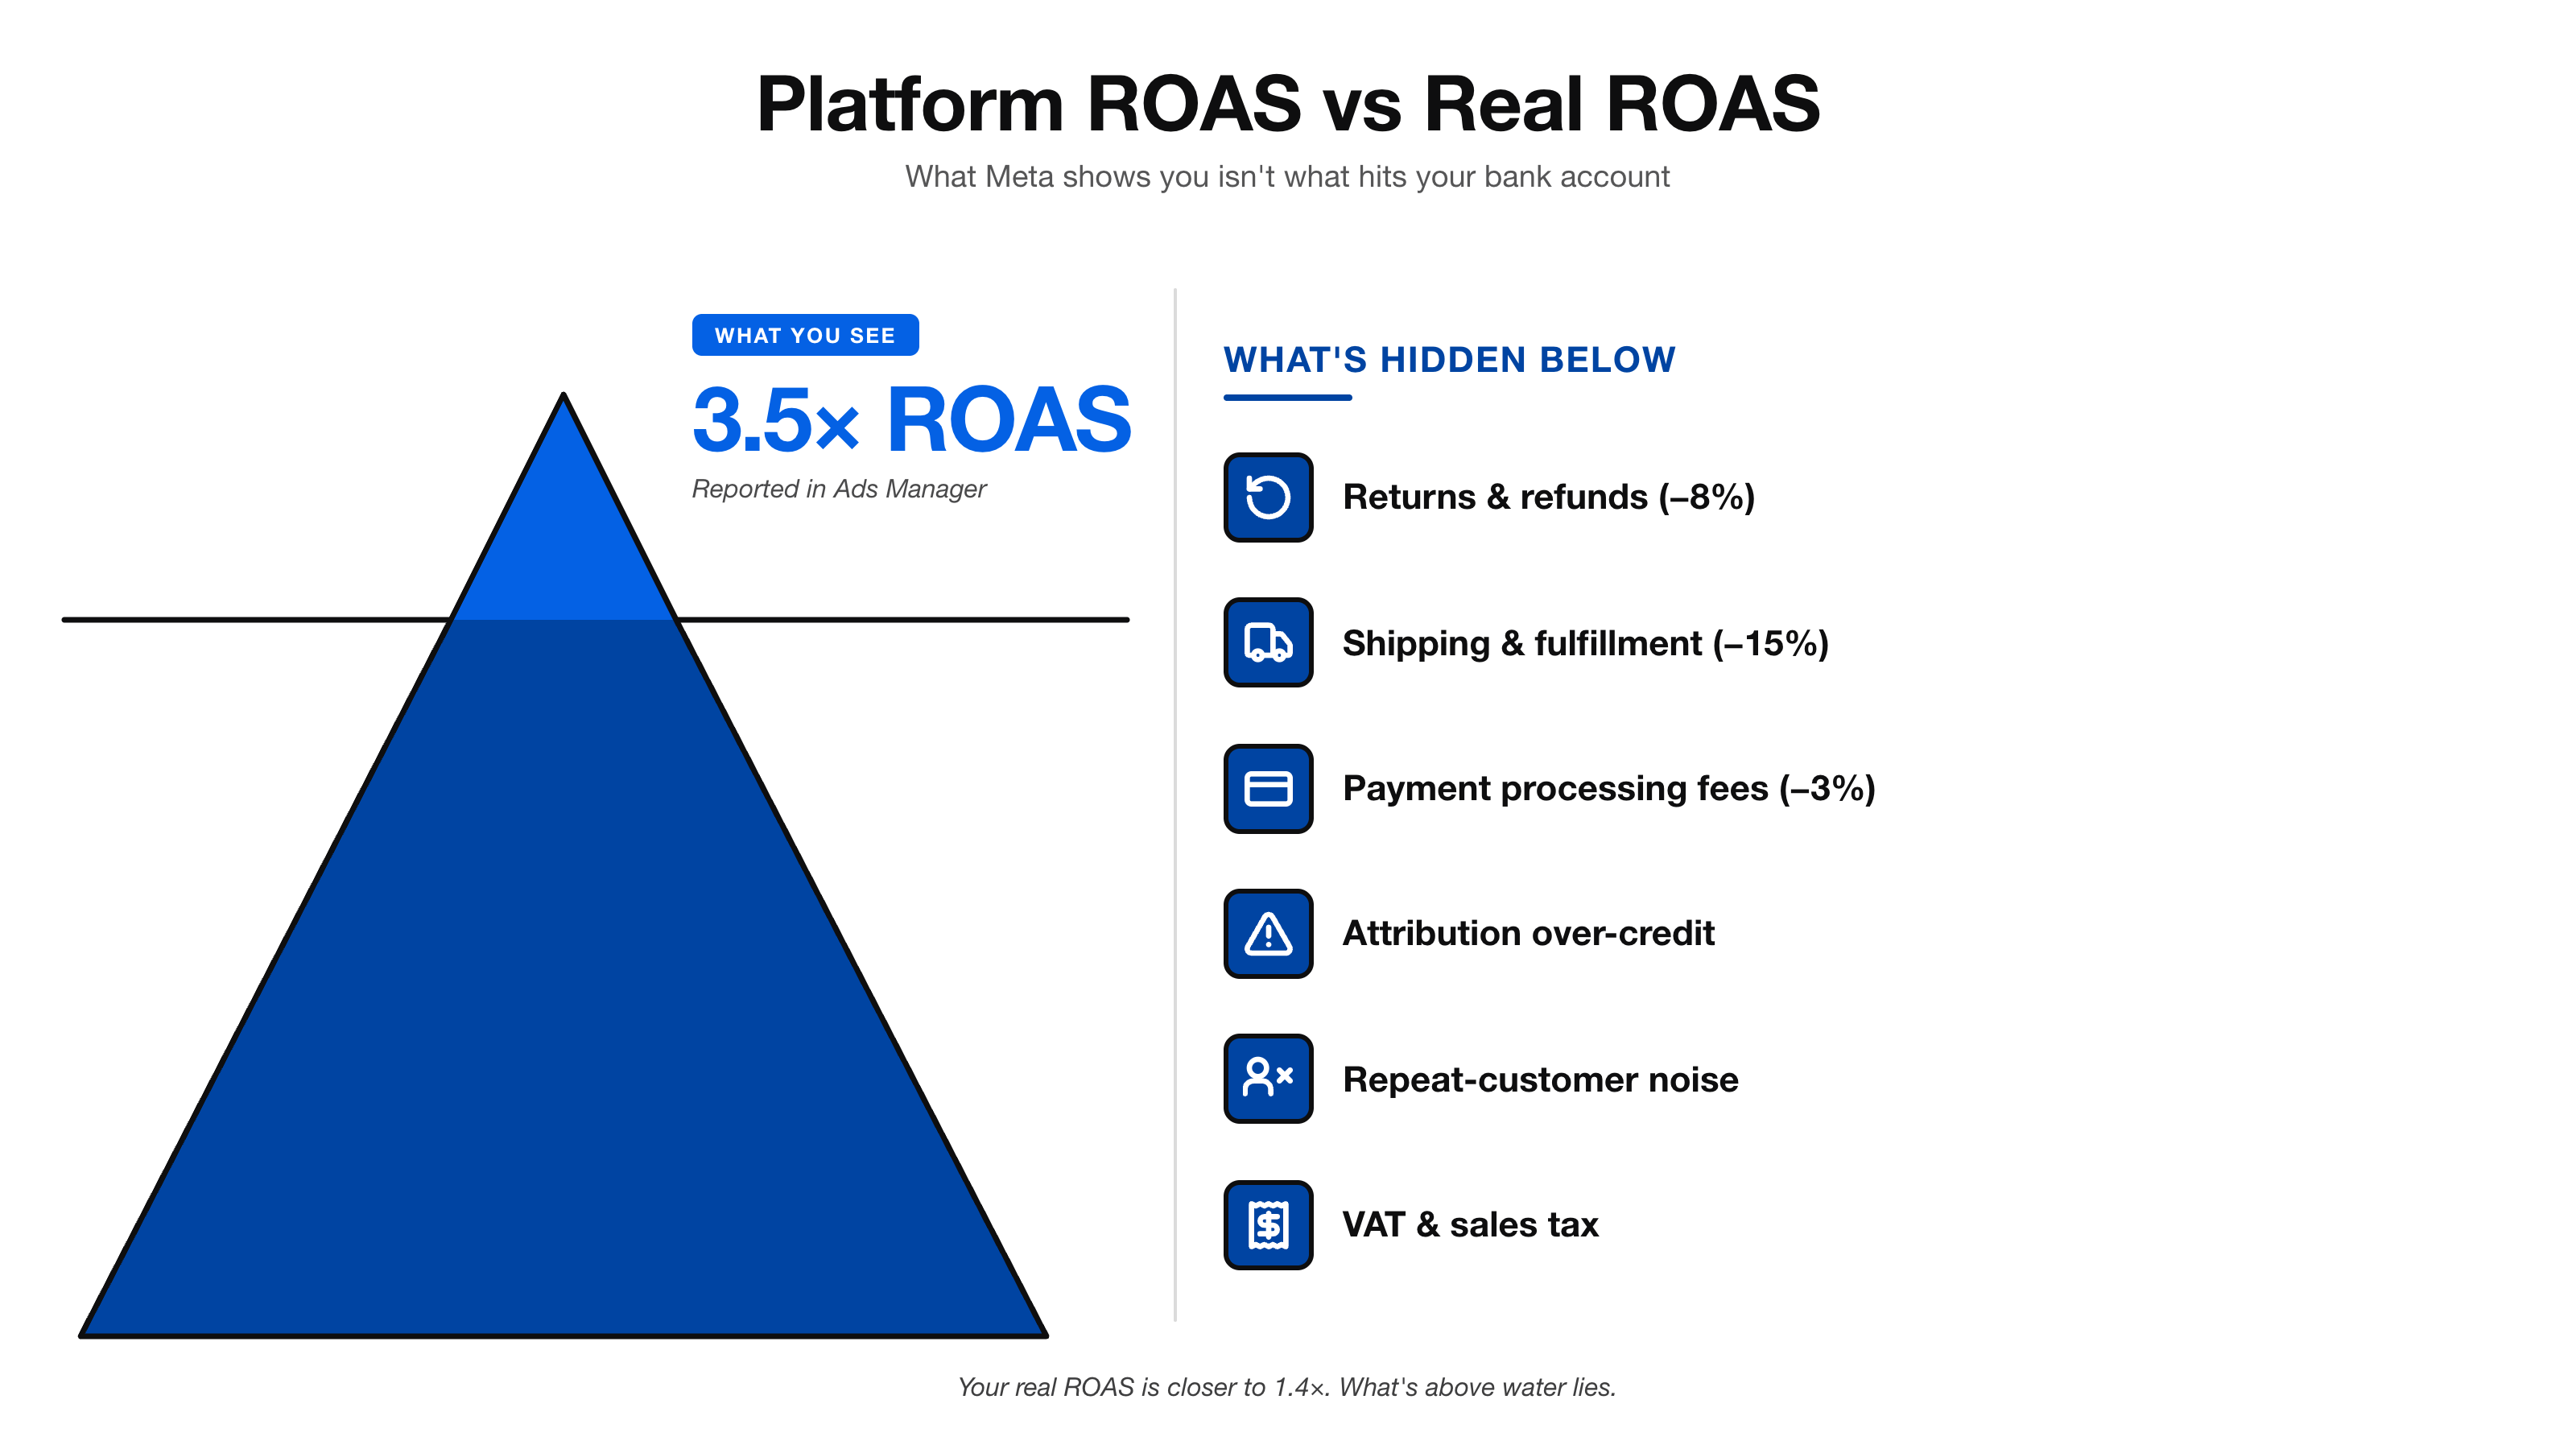 Platform ROAS vs Real ROAS
What Meta shows you isn't what hits your bank account
WHAT YOU SEE
3.5× ROAS
Reported in Ads Manager
WHAT'S HIDDEN BELOW
Returns & refunds (–8%)
Shipping & fulfillment (–15%)
Payment processing fees (–3%)
Attribution over-credit
Repeat-customer noise
VAT & sales tax
Your real ROAS is closer to 1.4×. What's above water lies.